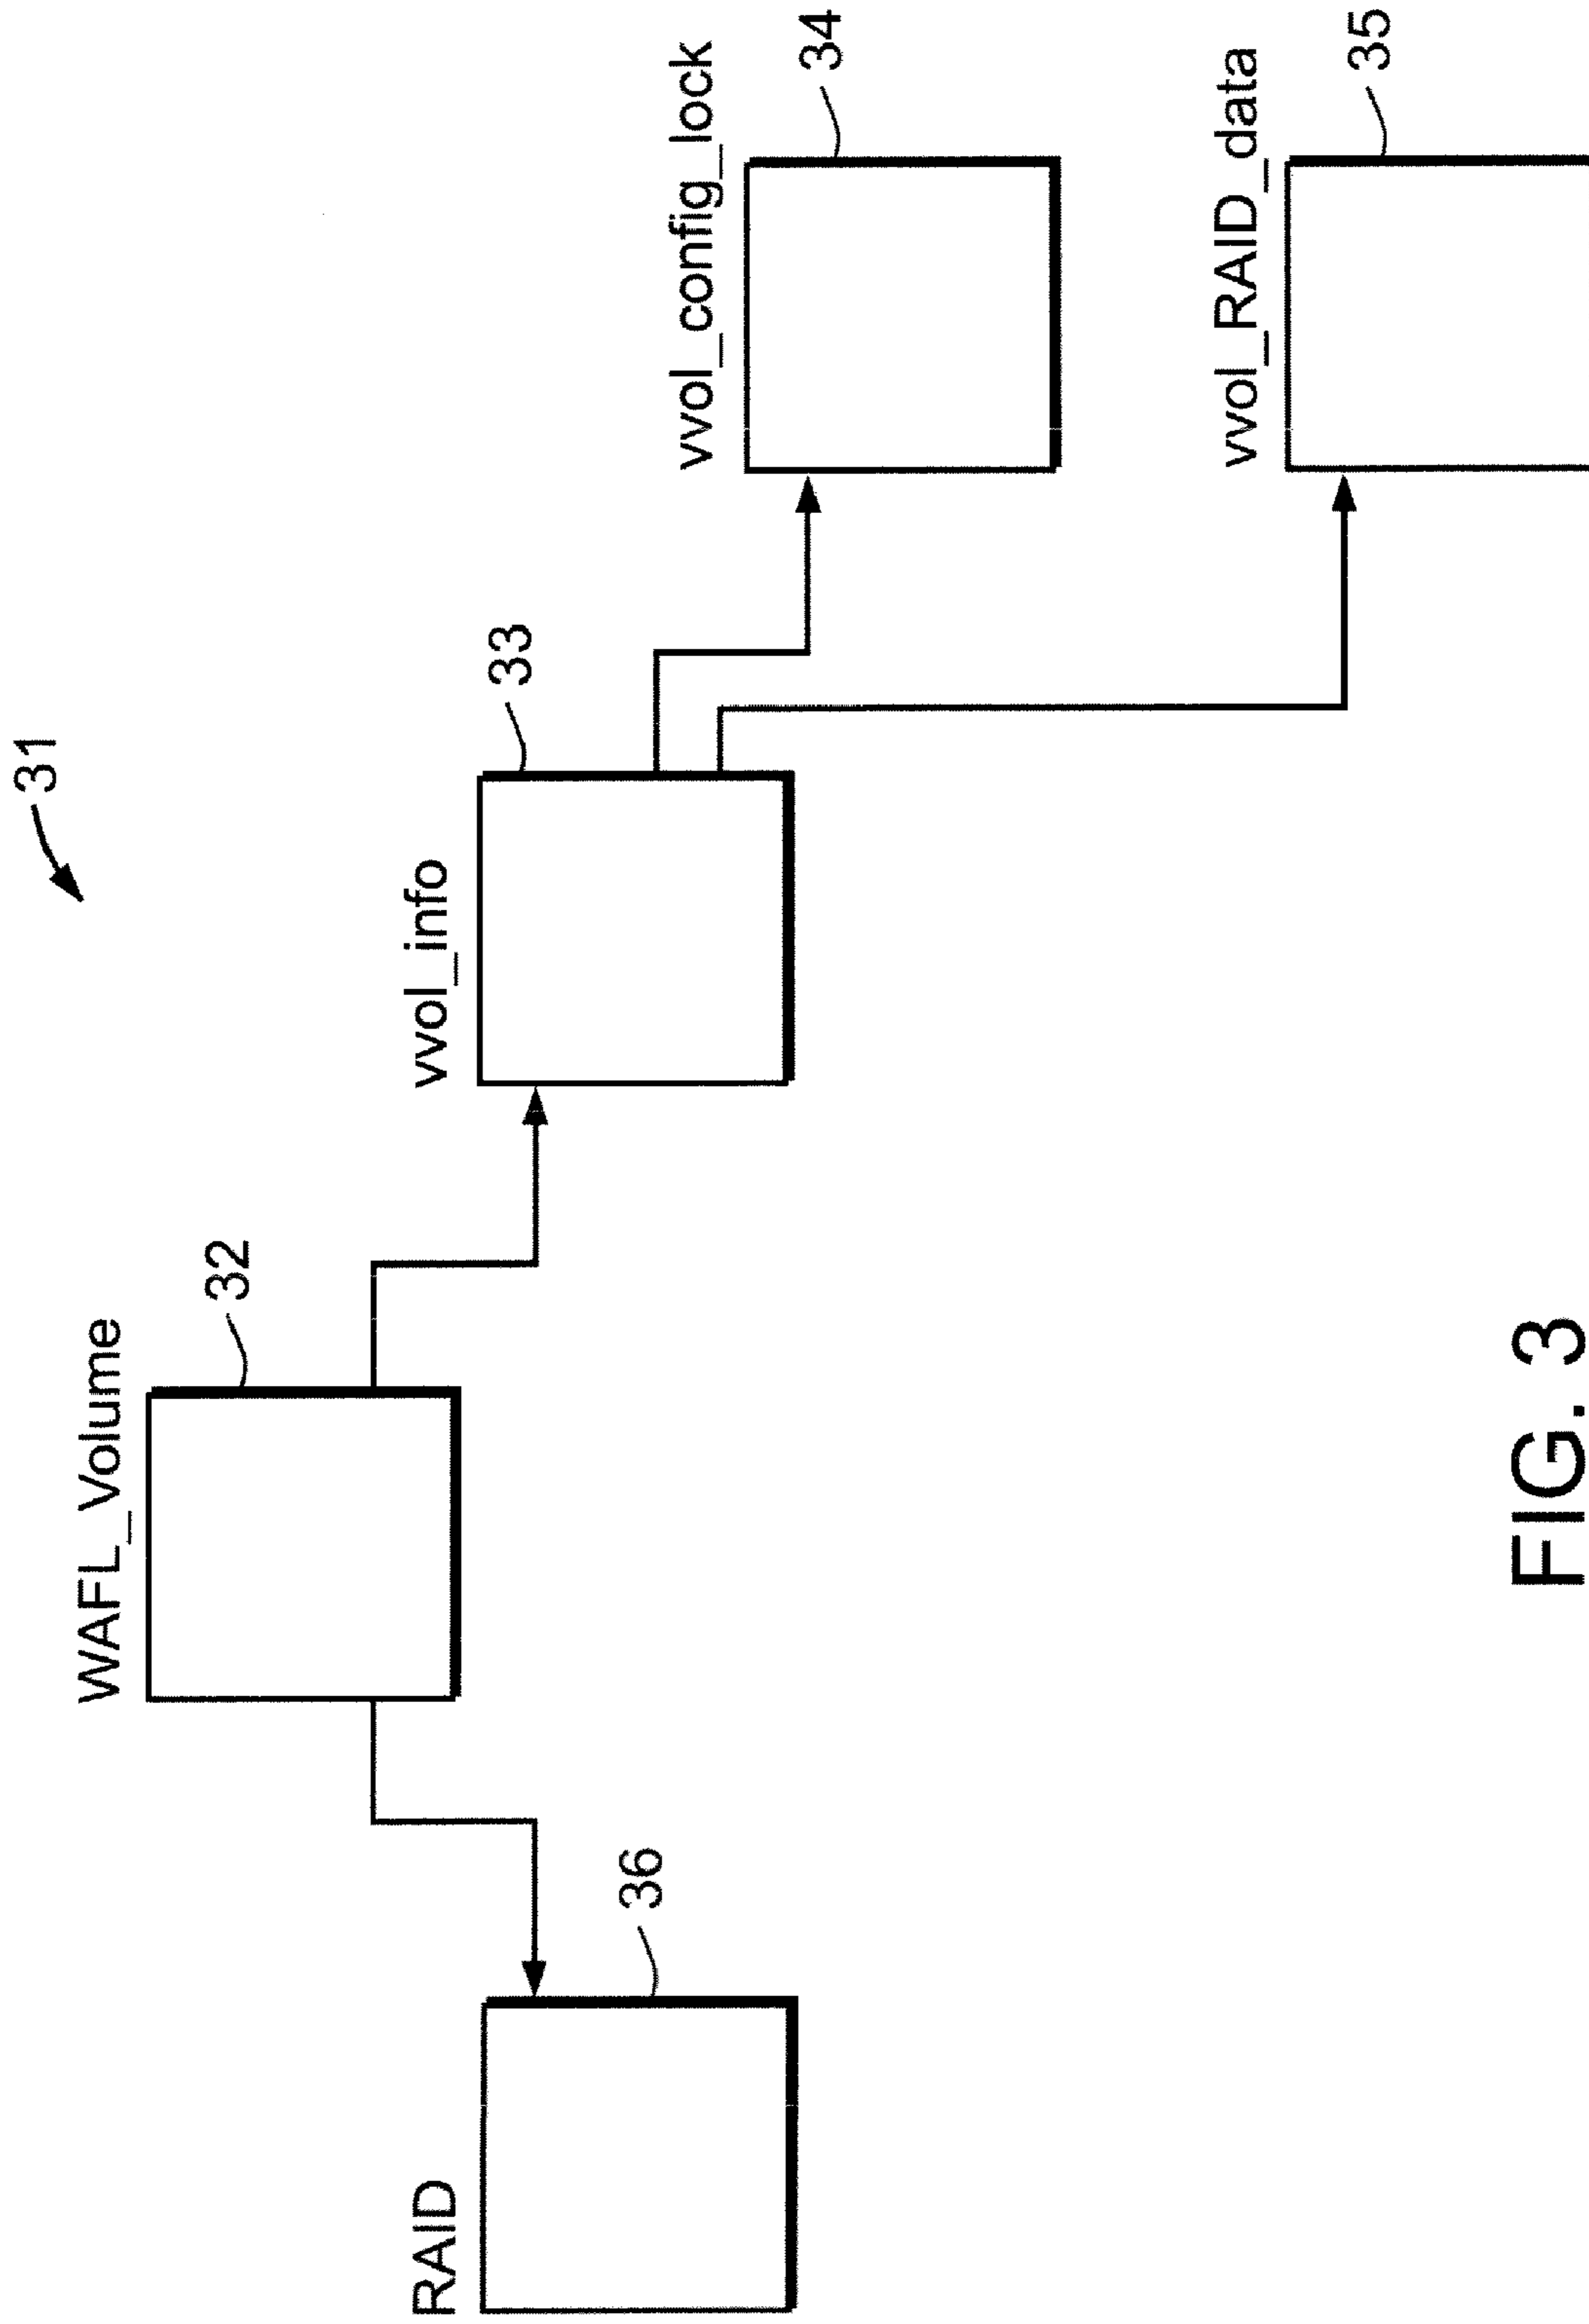 31
WAFL_Volume
32
vvol_info
33
RAID
36
vvol_config_lock
34
vvol_RAID_data
35
FIG. 3